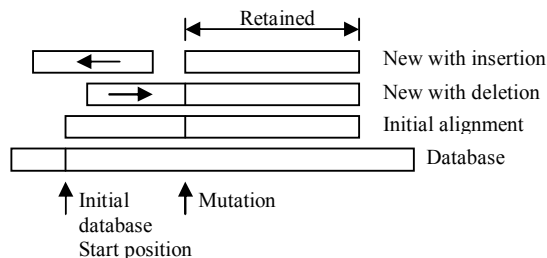 Retained
New with insertion
New with deletion
Initial alignment
Database
Initial
database
Start position
Mutation